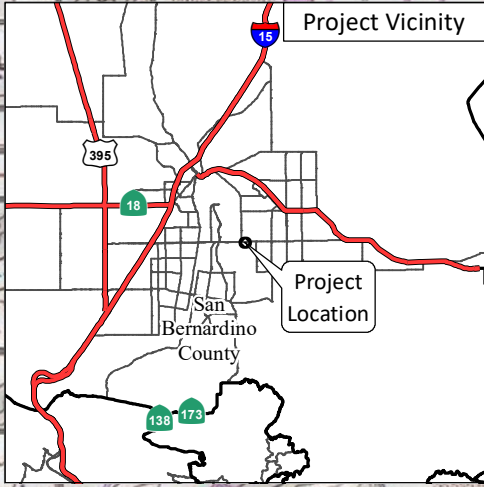 Project Vicinity
15
395
18
Project
Location
San
Bernardino
County
138
173